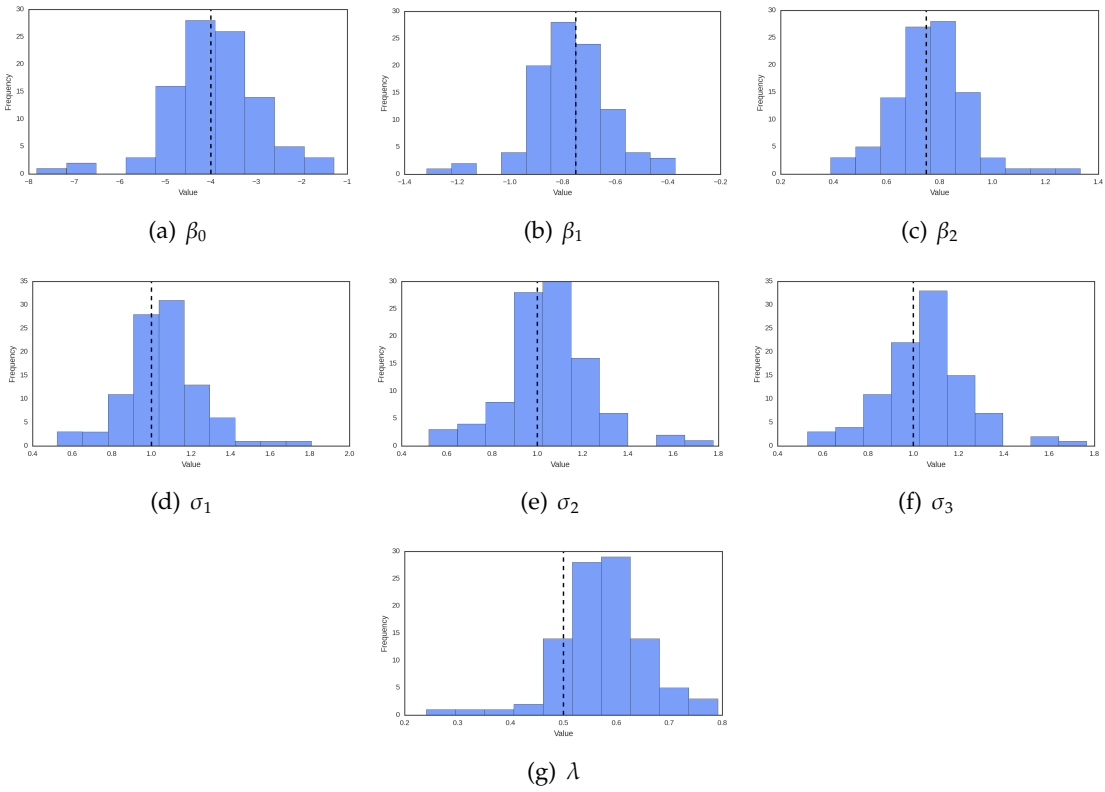 30
25
20
15
10
5
0
Frequency
−8 −7 −6 −5 −4 −3 −2 −1
Value
(a) β₀
30
25
20
15
10
5
0
Frequency
−1.4 −1.2 −1.0 −0.8 −0.6 −0.4 −0.2
Value
(b) β₁
30
25
20
15
10
5
0
Frequency
0.2 0.4 0.6 0.8 1.0 1.2 1.4
Value
(c) β₂
35
30
25
20
15
10
5
0
Frequency
0.4 0.6 0.8 1.0 1.2 1.4 1.6 1.8 2.0
Value
(d) σ₁
30
25
20
15
10
5
0
Frequency
0.4 0.6 0.8 1.0 1.2 1.4 1.6 1.8
Value
(e) σ₂
35
30
25
20
15
10
5
0
Frequency
0.4 0.6 0.8 1.0 1.2 1.4 1.6 1.8
Value
(f) σ₃
30
25
20
15
10
5
0
Frequency
0.2 0.3 0.4 0.5 0.6 0.7 0.8
Value
(g) λ